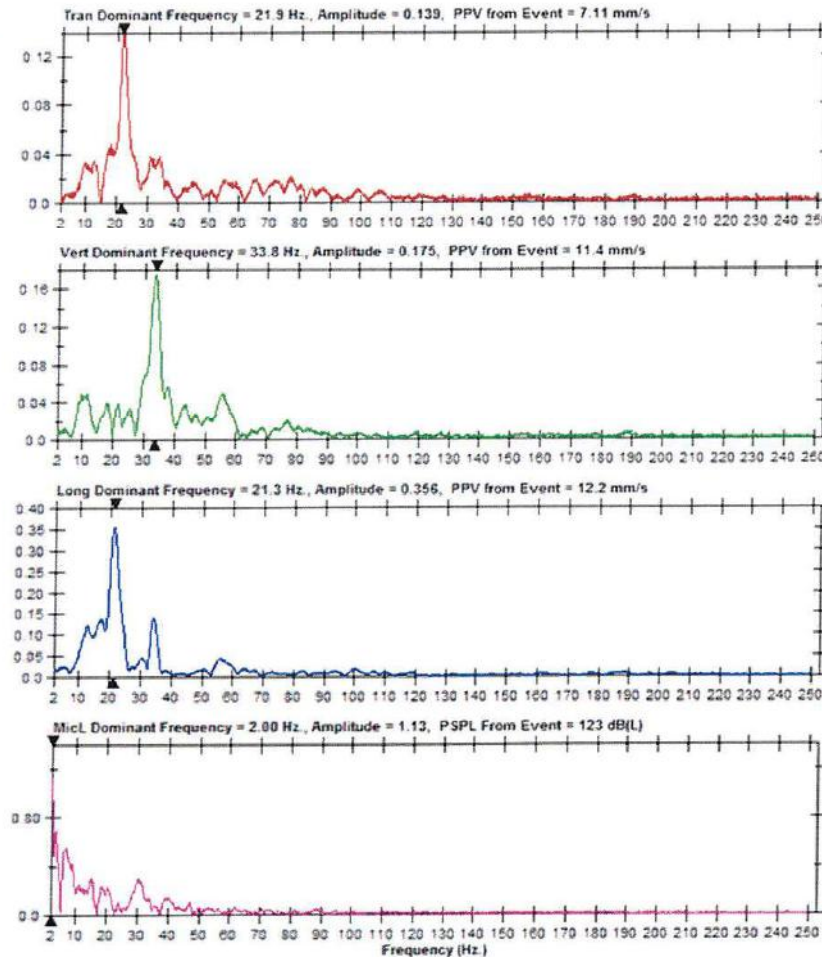 Tran Dominant Frequency = 21.9 Hz., Amplitude = 0.139, PPV from Event = 7.11 mm/s
0.12
0.08
0.04
0.0
2 10 20 30 40 50 60 70 80 90 100 110 120 130 140 150 160 170 180 190 200 210 220 230 240 250
Vert Dominant Frequency = 33.8 Hz., Amplitude = 0.175, PPV from Event = 11.4 mm/s
0.16
0.12
0.08
0.04
0.0
2 10 20 30 40 50 60 70 80 90 100 110 120 130 140 150 160 170 180 190 200 210 220 230 240 250
Long Dominant Frequency = 21.3 Hz., Amplitude = 0.356, PPV from Event = 12.2 mm/s
0.40
0.35
0.30
0.25
0.20
0.15
0.10
0.05
0.0
2 10 20 30 40 50 60 70 80 90 100 110 120 130 140 150 160 170 180 190 200 210 220 230 240 250
MicL Dominant Frequency = 2.00 Hz., Amplitude = 1.13, PSPL From Event = 123 dB(L)
0.80
0.0
2 10 20 30 40 50 60 70 80 90 100 110 120 130 140 150 160 170 180 190 200 210 220 230 240 250
Frequency (Hz.)